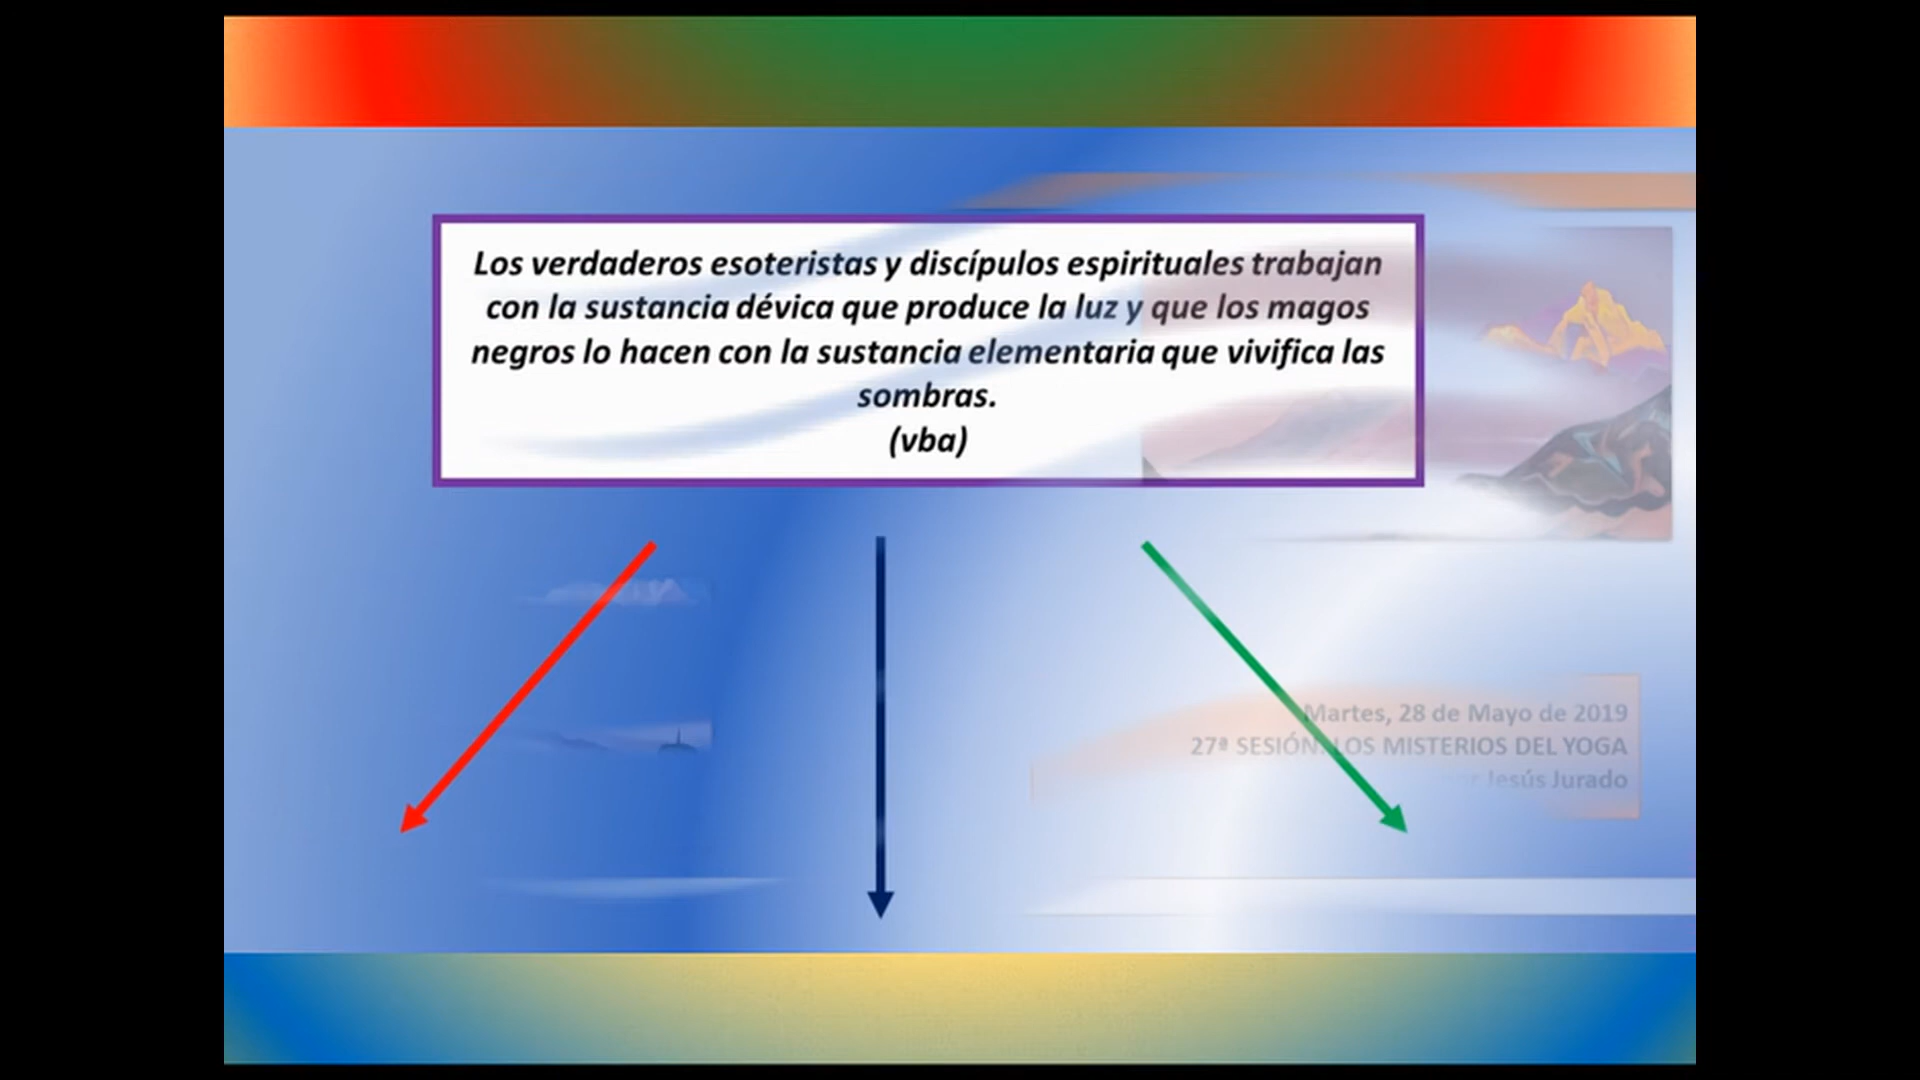 Los verdaderos esoteristas y discípulos espirituales trabajan
con la sustancia dévica que produce la luz y que los magos
negros lo hacen con la sustancia elementaria que vivifica las
sombras.
(vba)
Martes, 28 de Mayo de 2019
27ª SESIÓN: LOS MISTERIOS DEL YOGA
Jesús Jurado